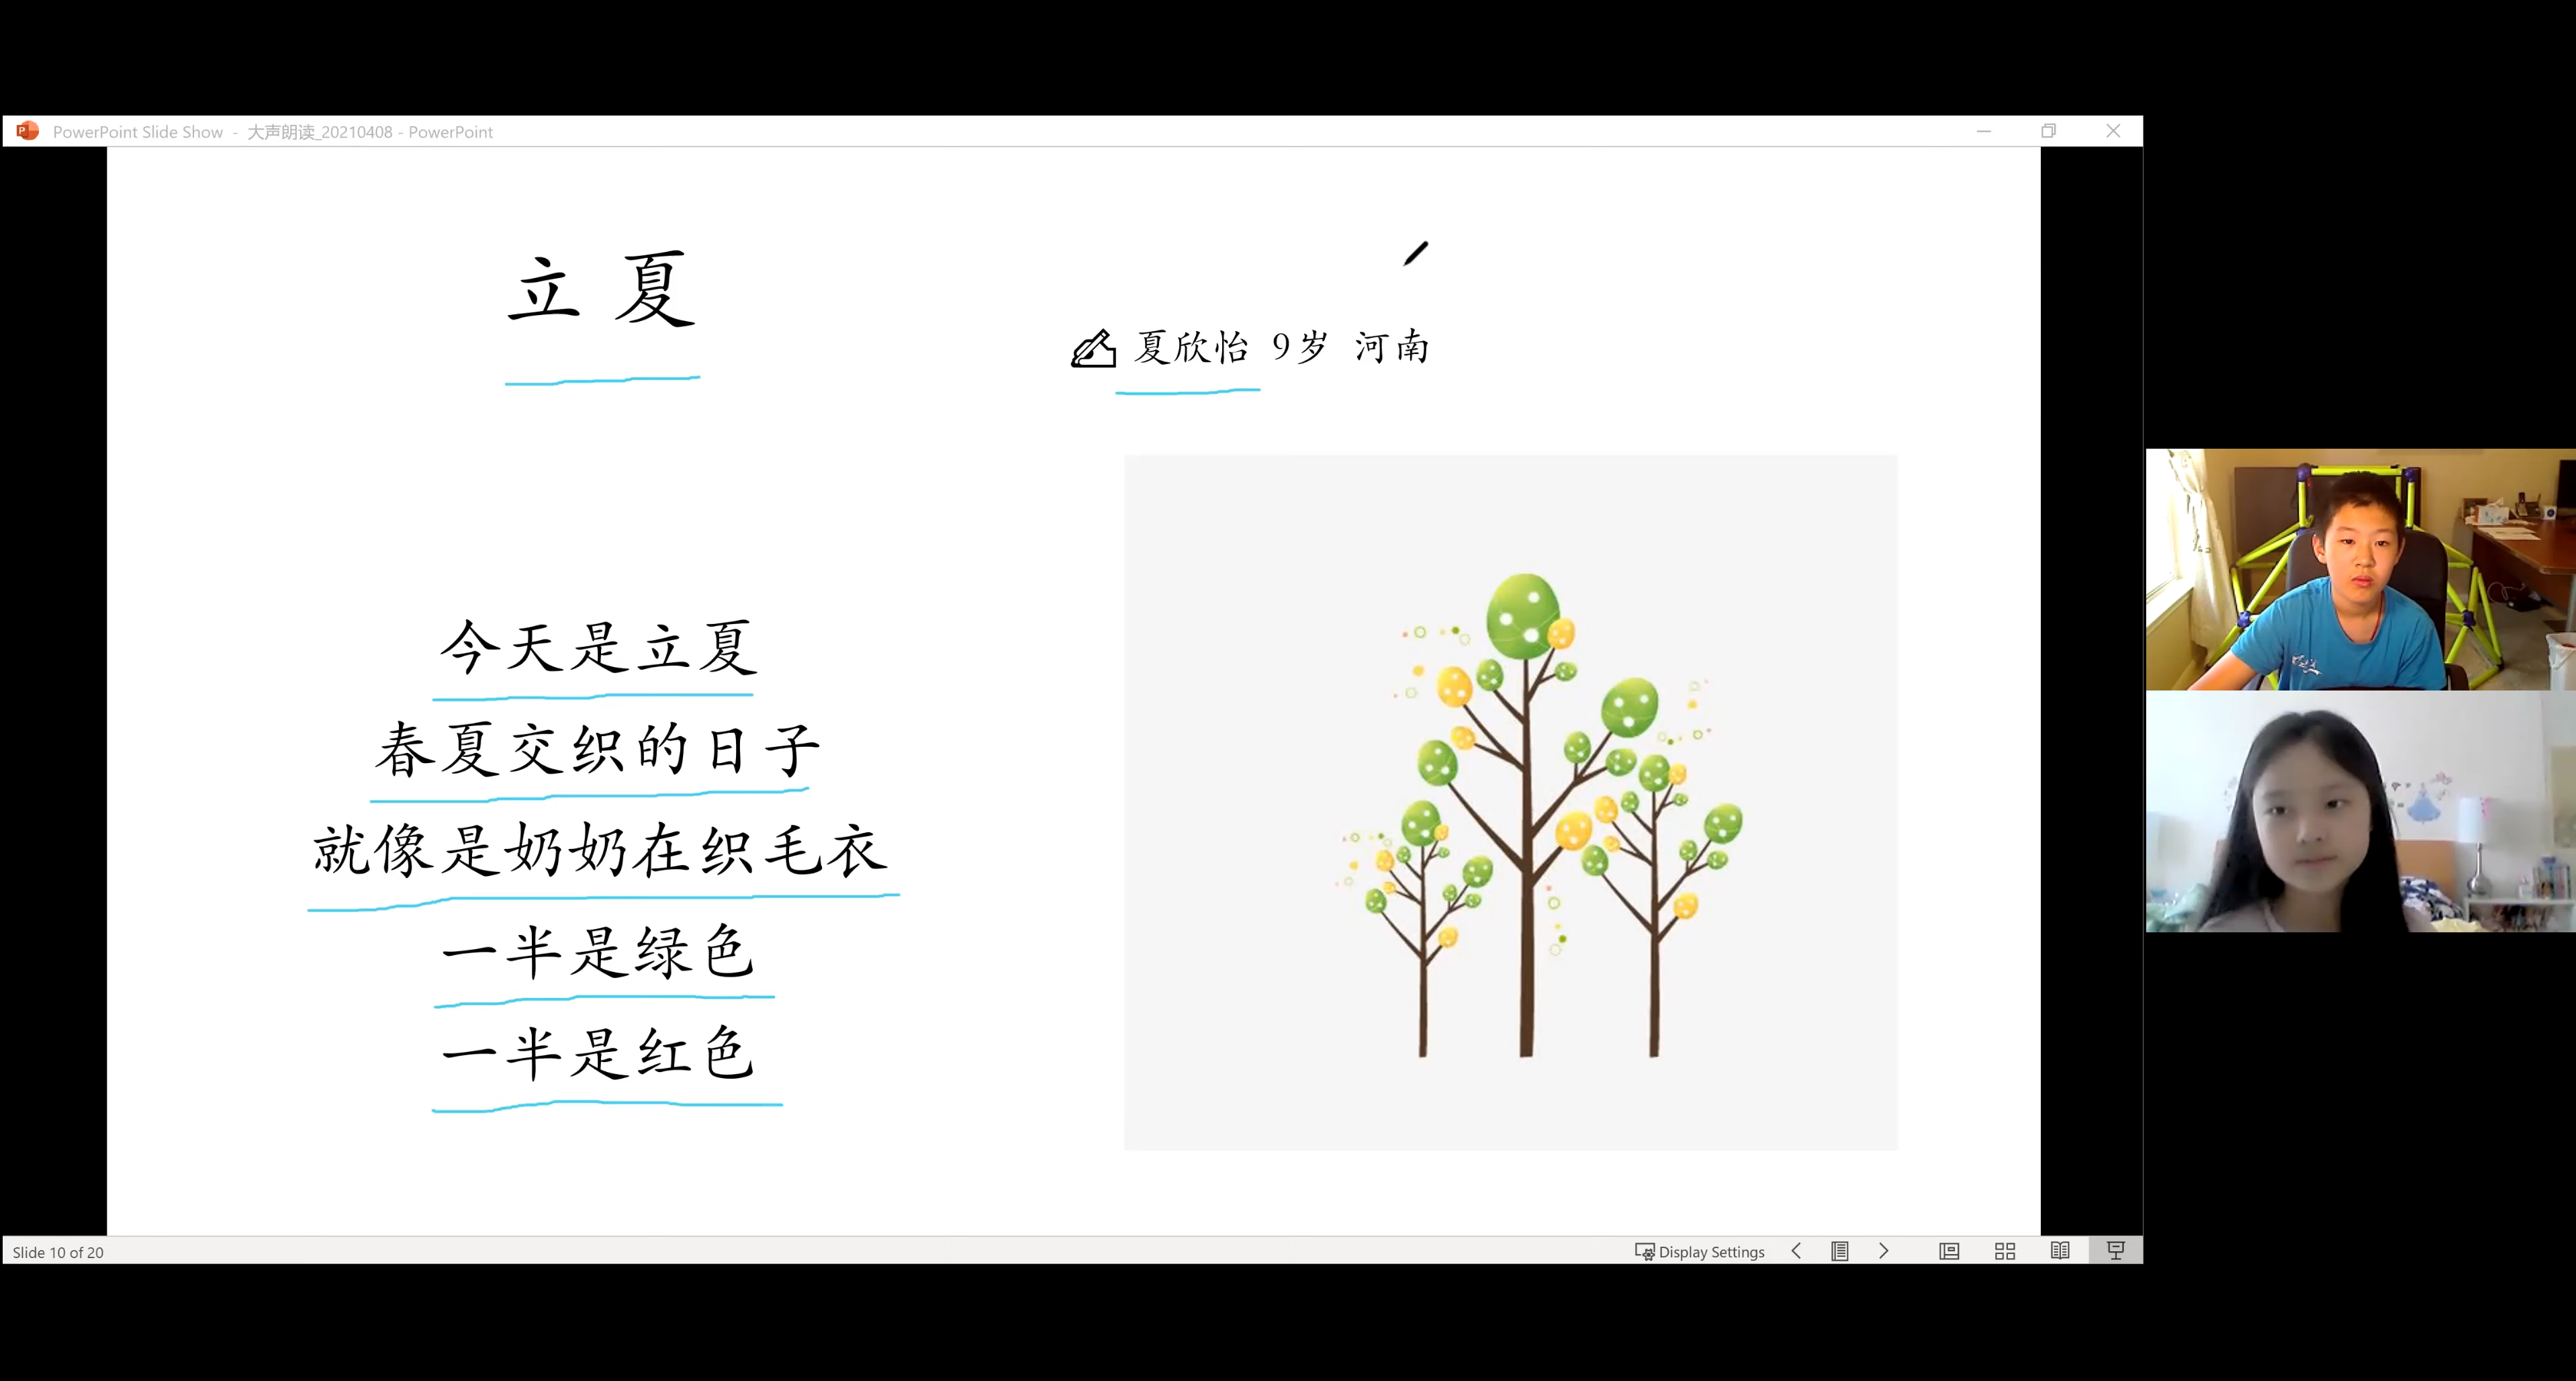 PowerPoint Slide Show - 大声朗读_20210408 - PowerPoint
立夏
夏欣怡 9岁 河南
今天是立夏
春夏交织的日子
就像是奶奶在织毛衣
一半是绿色
一半是红色
Slide 10 of 20
Display Settings